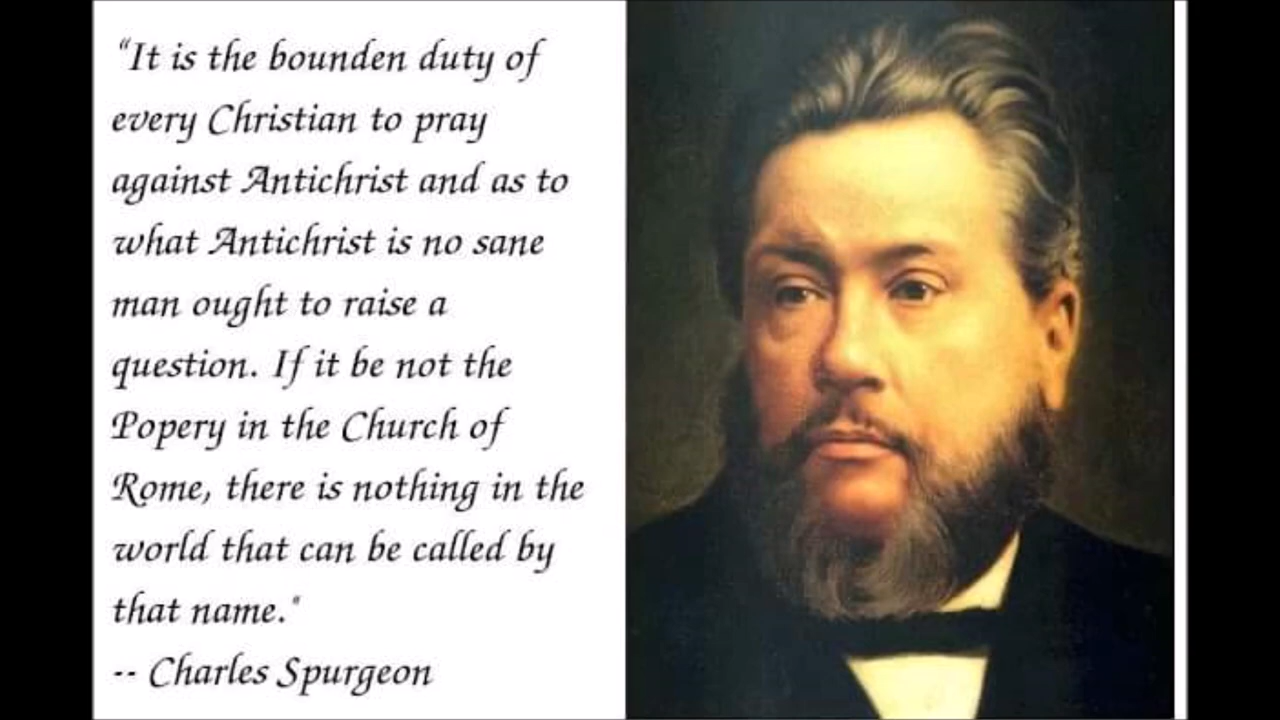 "It is the bounden duty of
every Christian to pray
against Antichrist and as to
what Antichrist is no sane
man ought to raise a
question. If it be not the
Popery in the Church of
Rome, there is nothing in the
world that can be called by
that name."
-- Charles Spurgeon